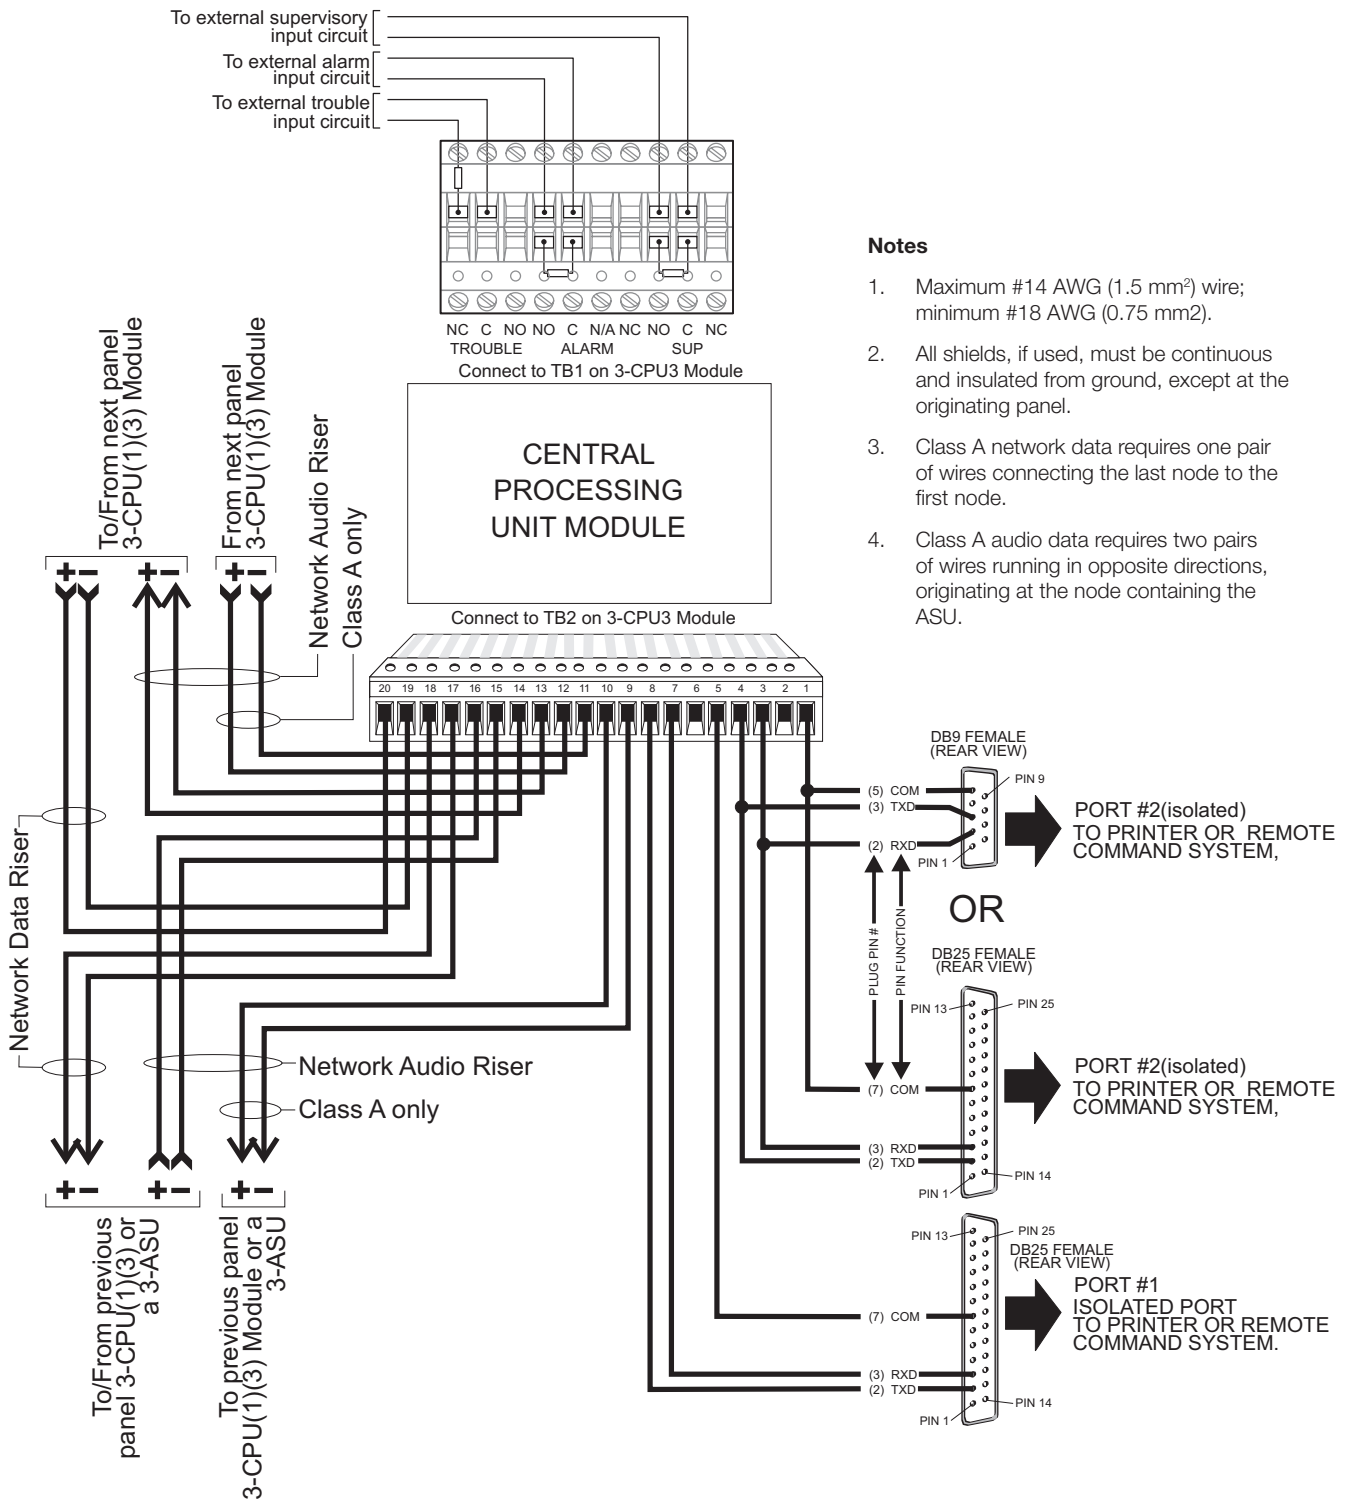 To external supervisory
input circuit
To external alarm
input circuit
To external trouble
input circuit
NC C NO NO C N/A NC NO C NC
TROUBLE ALARM SUP
Connect to TB1 on 3-CPU3 Module
CENTRAL
PROCESSING
UNIT MODULE
Connect to TB2 on 3-CPU3 Module
20 19 18 17 16 15 14 13 12 11 10 9 8 7 6 5 4 3 2 1
Notes
1. Maximum #14 AWG (1.5 mm²) wire;
minimum #18 AWG (0.75 mm2).
2. All shields, if used, must be continuous
and insulated from ground, except at the
originating panel.
3. Class A network data requires one pair
of wires connecting the last node to the
first node.
4. Class A audio data requires two pairs
of wires running in opposite directions,
originating at the node containing the
ASU.
To/From next panel
3-CPU(1)(3) Module
From next panel
3-CPU(1)(3) Module
+ − + − + −
Network Audio Riser
Class A only
Network Data Riser
Network Audio Riser
Class A only
+ − + − + −
To/From previous
panel 3-CPU(1)(3) or
a 3-ASU
To previous panel
3-CPU(1)(3) Module or a
3-ASU
DB9 FEMALE
(REAR VIEW)
PIN 9
(5) COM
(3) TXD
(2) RXD
PIN 1
PORT #2(isolated)
TO PRINTER OR REMOTE
COMMAND SYSTEM,
PLUG PIN #
PIN FUNCTION
OR
DB25 FEMALE
(REAR VIEW)
PIN 13
PIN 25
(7) COM
(3) RXD
(2) TXD
PIN 1
PIN 14
PORT #2(isolated)
TO PRINTER OR REMOTE
COMMAND SYSTEM,
PIN 13
PIN 25
DB25 FEMALE
(REAR VIEW)
(7) COM
(3) RXD
(2) TXD
PIN 1
PIN 14
PORT #1
ISOLATED PORT
TO PRINTER OR REMOTE
COMMAND SYSTEM.